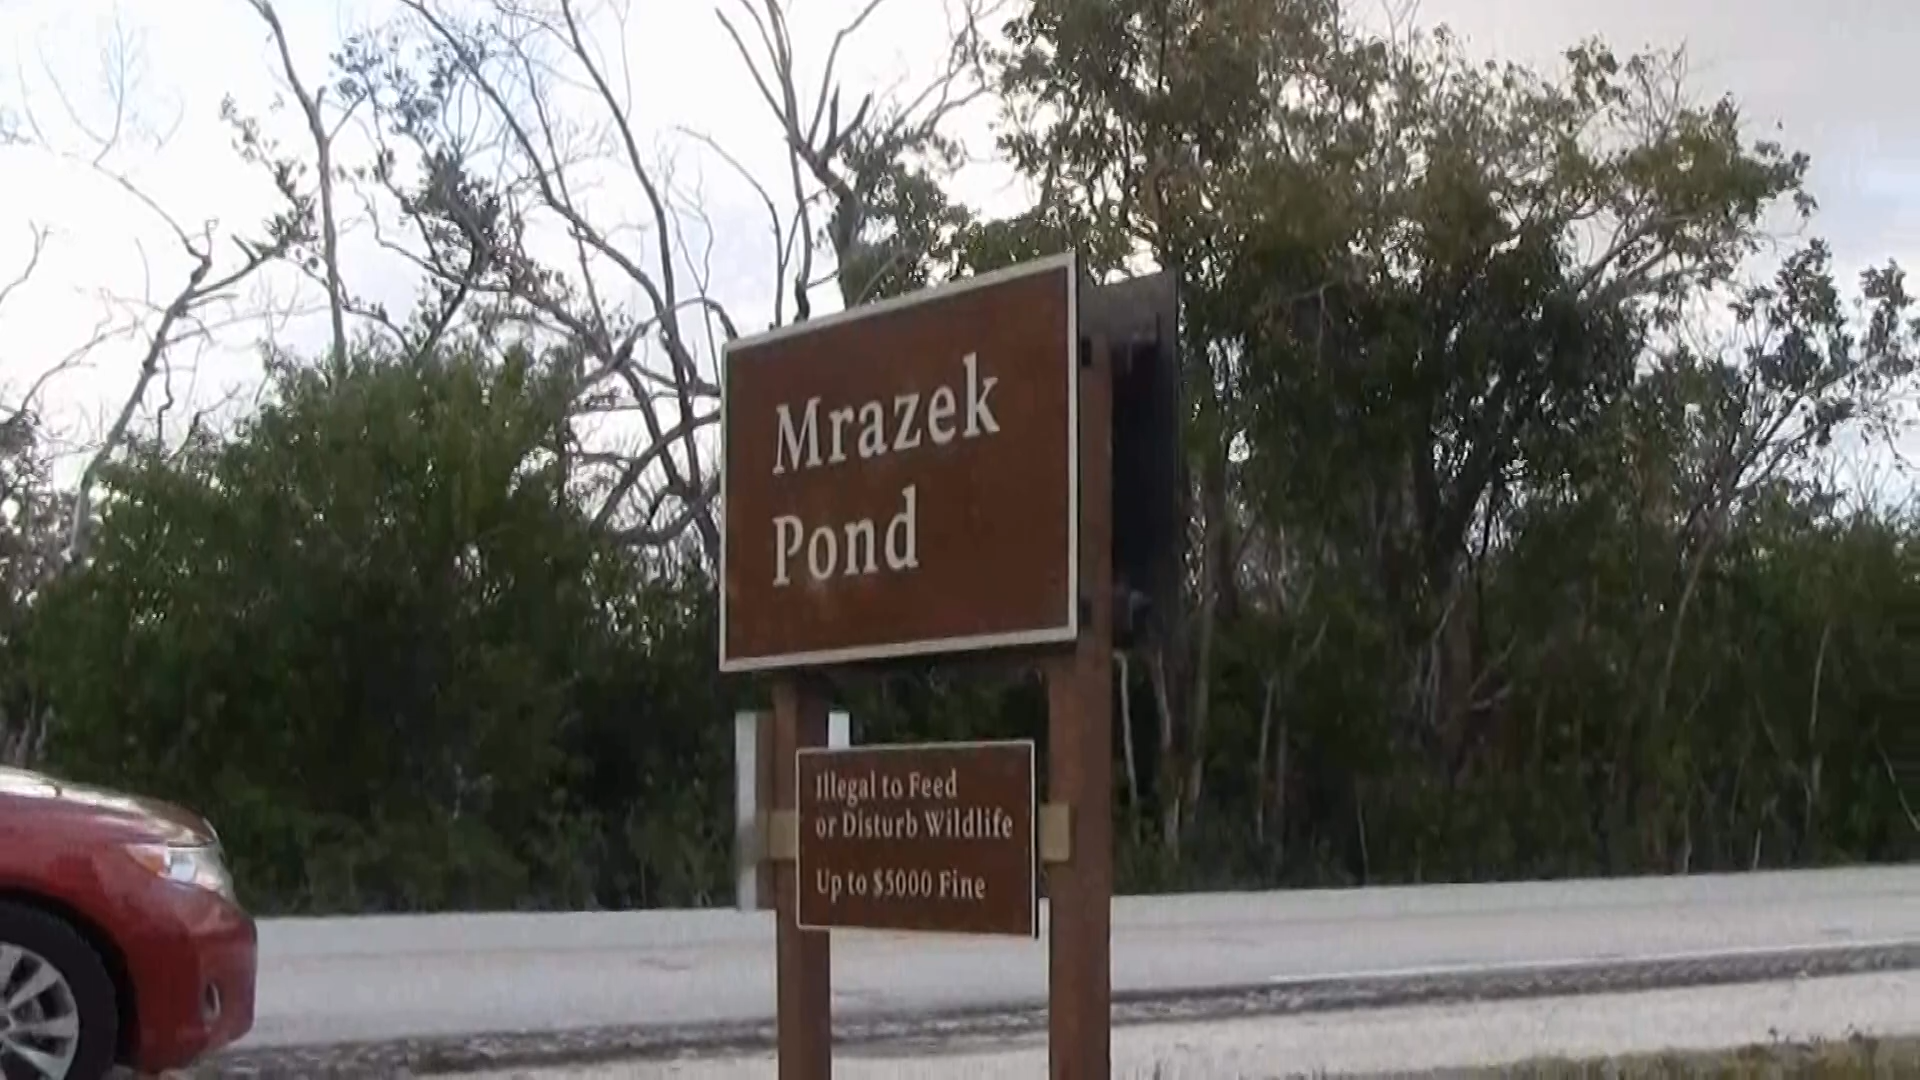 Mrazek
Pond
Illegal to Feed
or Disturb Wildlife
Up to $5000 Fine